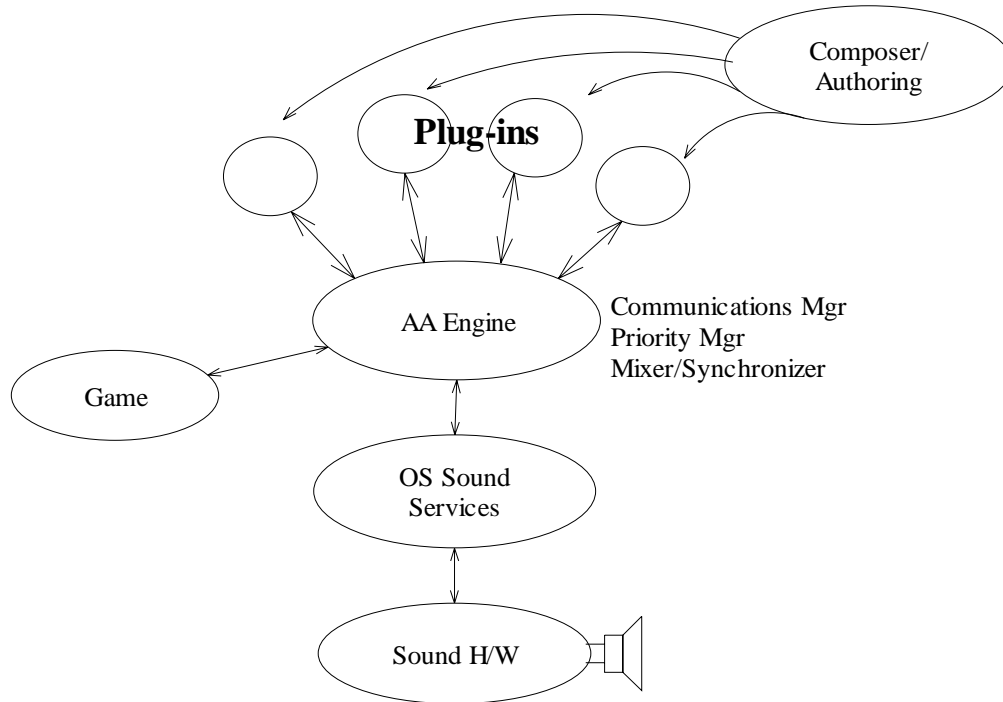 Composer/
Authoring
Plug-ins
AA Engine
Communications Mgr
Priority Mgr
Mixer/Synchronizer
Game
OS Sound
Services
Sound H/W